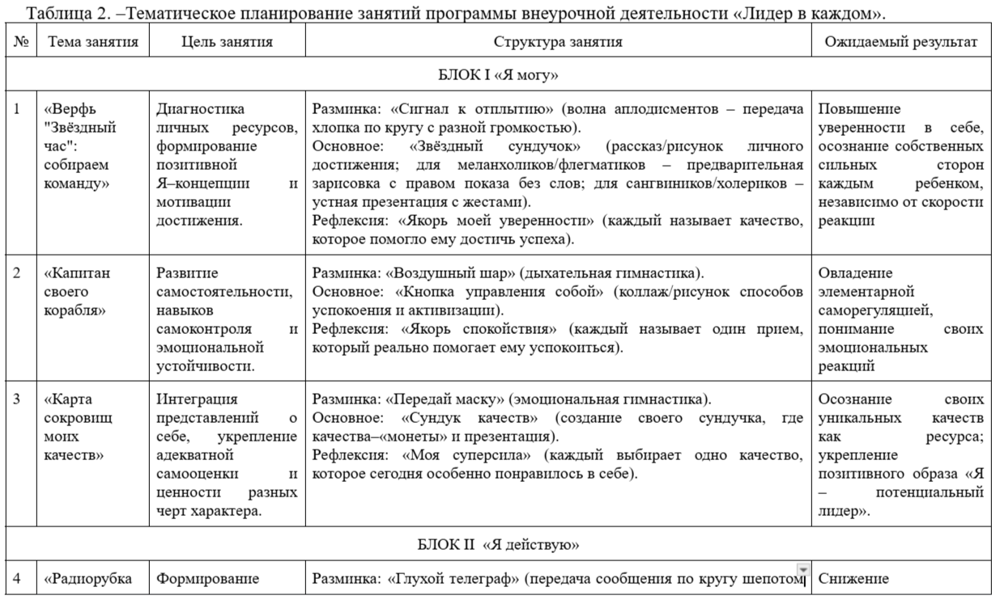 Таблица 2. –Тематическое планирование занятий программы внеурочной деятельности «Лидер в каждом».
№
Тема занятия
Цель занятия
Структура занятия
Ожидаемый результат
БЛОК I «Я могу»
1
«Верфь
"Звёздный
час":
собираем
команду»
Диагностика
личных ресурсов,
формирование
позитивной
Я–концепции и
мотивации
достижения.
Разминка: «Сигнал к отплытию» (волна аплодисментов – передача
хлопка по кругу с разной громкостью).
Основное: «Звёздный сундучок» (рассказ/рисунок личного
достижения; для меланхоликов/флегматиков – предварительная
зарисовка с правом показа без слов; для сангвиников/холериков –
устная презентация с жестами).
Рефлексия: «Якорь моей уверенности» (каждый называет качество,
которое помогло ему достичь успеха).
Повышение
уверенности в себе,
осознание собственных
сильных сторон
каждым ребенком,
независимо от скорости
реакции
2
«Капитан
своего
корабля»
Развитие
самостоятельности,
навыков
самоконтроля и
эмоциональной
устойчивости.
Разминка: «Воздушный шар» (дыхательная гимнастика).
Основное: «Кнопка управления собой» (коллаж/рисунок способов
успокоения и активизации).
Рефлексия: «Якорь спокойствия» (каждый называет один прием,
который реально помогает ему успокоиться).
Овладение
элементарной
саморегуляцией,
понимание своих
эмоциональных
реакций
3
«Карта
сокровищ
моих
качеств»
Интеграция
представлений о
себе, укрепление
адекватной
самооценки и
ценности разных
черт характера.
Разминка: «Передай маску» (эмоциональная гимнастика).
Основное: «Сундук качеств» (создание своего сундучка, где
качества–«монеты» и презентация).
Рефлексия: «Моя суперсила» (каждый выбирает одно качество,
которое сегодня особенно понравилось в себе).
Осознание своих
уникальных качеств
как ресурса;
укрепление
позитивного образа «Я
– потенциальный
лидер».
БЛОК II «Я действую»
4
«Радиорубка
Формирование
Разминка: «Глухой телеграф» (передача сообщения по кругу шепотом
Снижение